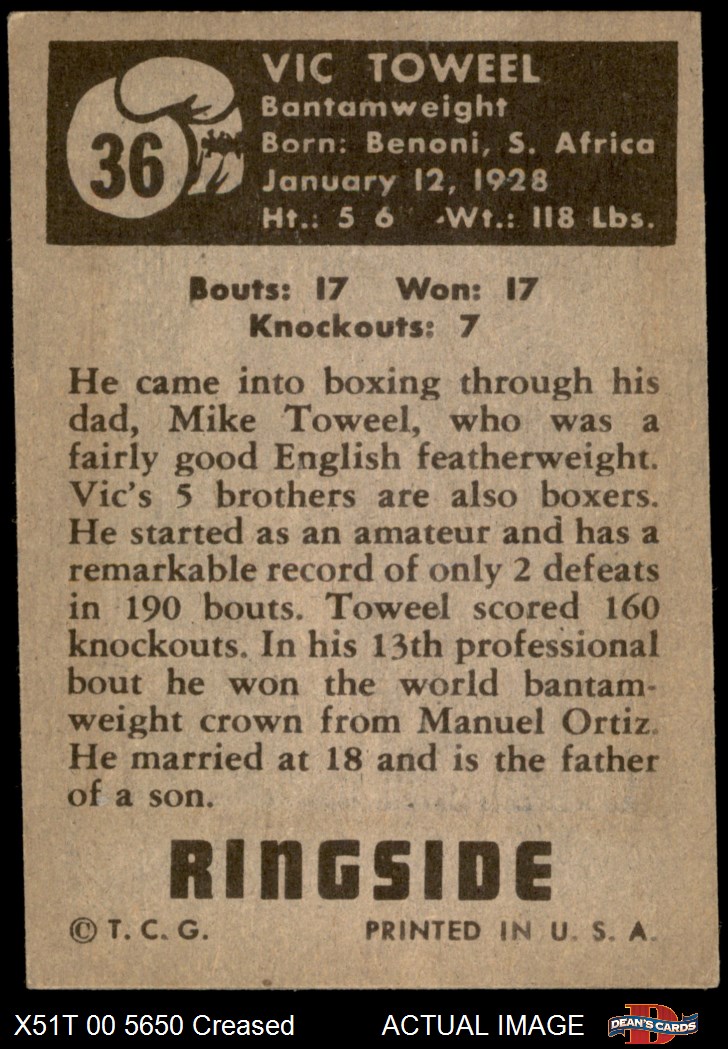 36
VIC TOWEEL
Bantamweight
Born: Benoni, S. Africa
January 12, 1928
Ht.: 5 6 Wt.: 118 Lbs.
Bouts: 17 Won: 17
Knockouts: 7
He came into boxing through his
dad, Mike Toweel, who was a
fairly good English featherweight.
Vic's 5 brothers are also boxers.
He started as an amateur and has a
remarkable record of only 2 defeats
in 190 bouts. Toweel scored 160
knockouts. In his 13th professional
bout he won the world bantam-
weight crown from Manuel Ortiz.
He married at 18 and is the father
of a son.
RINGSIDE
© T. C. G. PRINTED IN U. S. A.
X51T 00 5650 Creased ACTUAL IMAGE DEAN'S CARDS